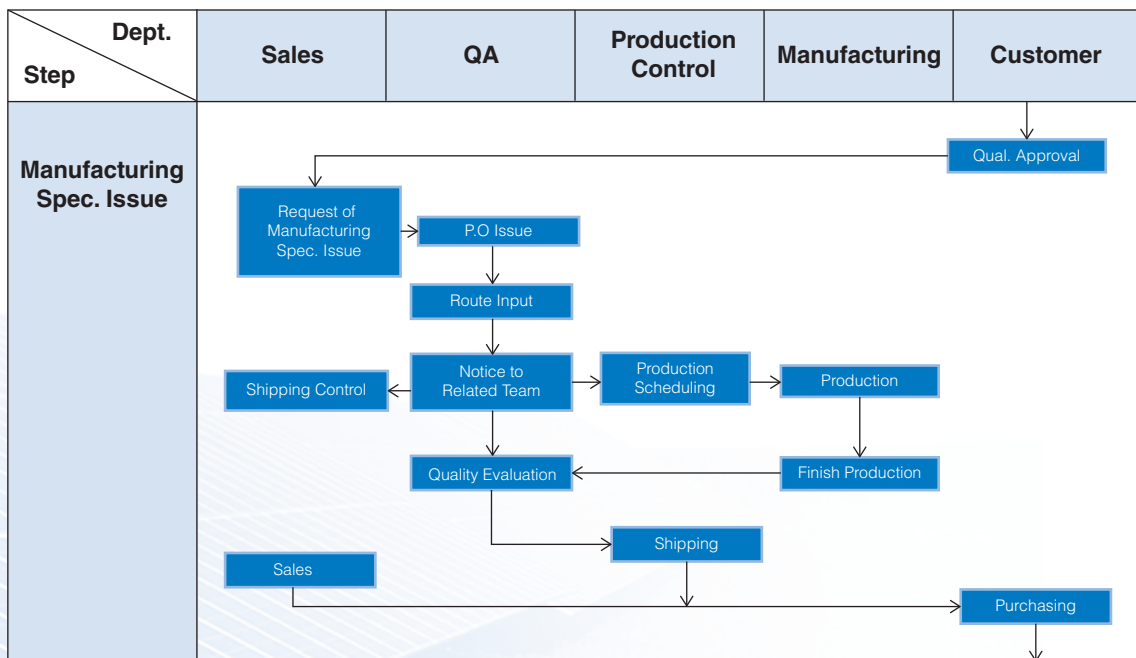 Dept.
Step
Sales
QA
Production
Control
Manufacturing
Customer
Manufacturing
Spec. Issue
Qual. Approval
Request of
Manufacturing
Spec. Issue
P.O Issue
Route Input
Shipping Control
Notice to
Related Team
Production
Scheduling
Production
Quality Evaluation
Finish Production
Shipping
Sales
Purchasing